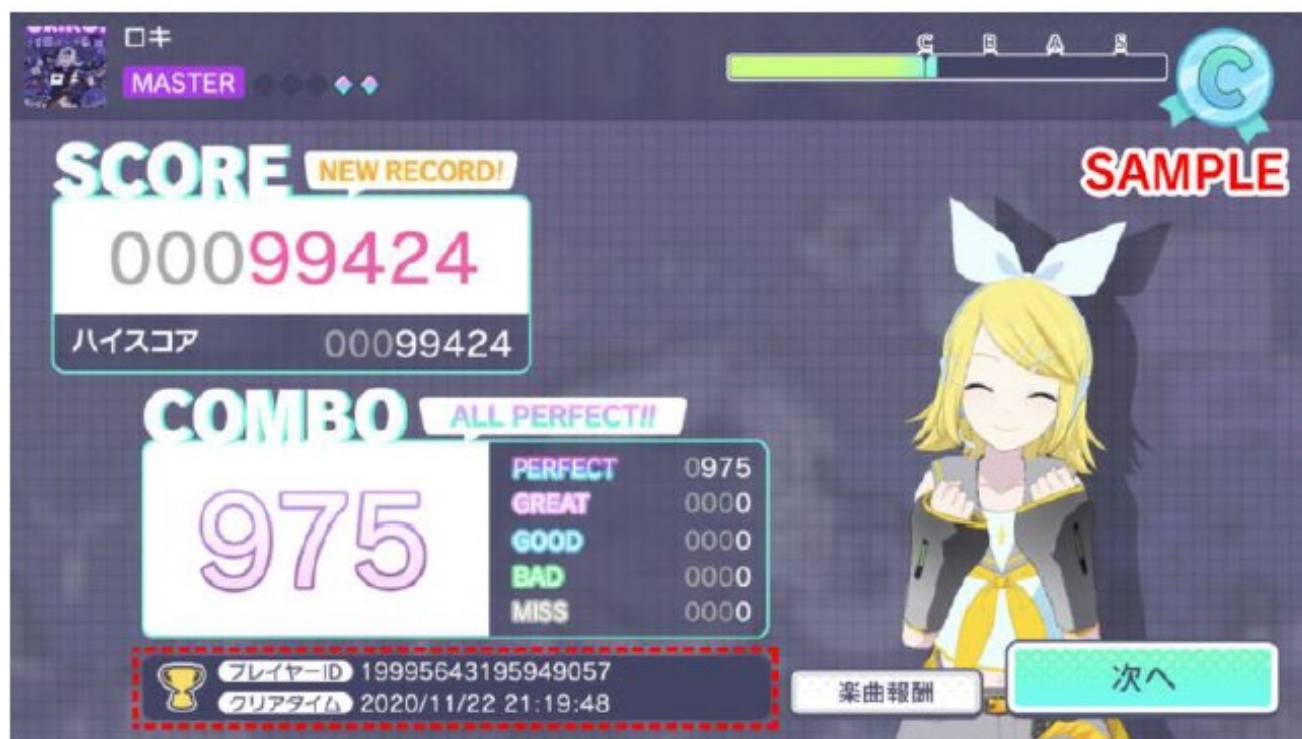 ロキ
MASTER
C B A S
C
SAMPLE
SCORE NEW RECORD!
00099424
ハイスコア 00099424
COMBO ALL PERFECT!!
975
PERFECT 0975
GREAT 0000
GOOD 0000
BAD 0000
MISS 0000
プレイヤーID 19995643195949057
クリアタイム 2020/11/22 21:19:48
楽曲報酬
次へ